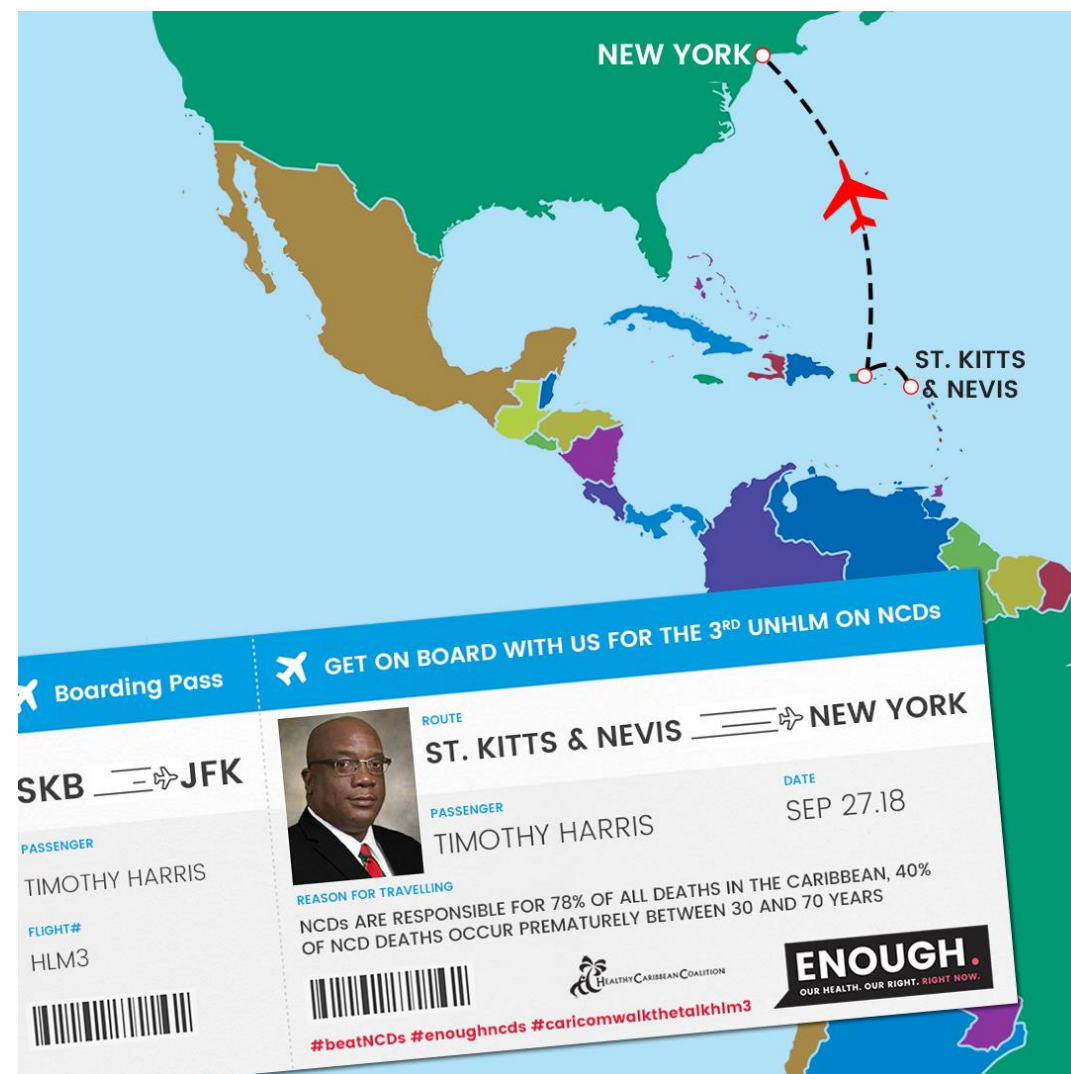 NEW YORK
ST. KITTS
& NEVIS
Boarding Pass
SKB JFK
PASSENGER
TIMOTHY HARRIS
FLIGHT#
HLM3
GET ON BOARD WITH US FOR THE 3RD UNHLM ON NCDs
ROUTE
ST. KITTS & NEVIS NEW YORK
PASSENGER
TIMOTHY HARRIS
DATE
SEP 27.18
REASON FOR TRAVELLING
NCDs ARE RESPONSIBLE FOR 78% OF ALL DEATHS IN THE CARIBBEAN, 40%
OF NCD DEATHS OCCUR PREMATURELY BETWEEN 30 AND 70 YEARS
HEALTHY CARIBBEAN COALITION
ENOUGH.
OUR HEALTH. OUR RIGHT. RIGHT NOW.
#beatNCDs #enoughncds #caricomwalkthetalkhlm3